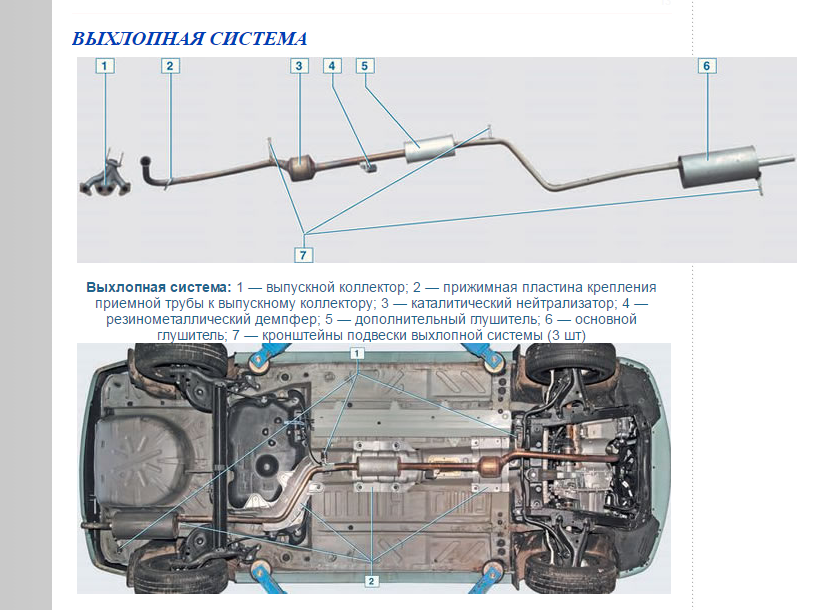 ВЫХЛОПНАЯ СИСТЕМА
1 2 3 4 5 6
7
Выхлопная система: 1 — выпускной коллектор; 2 — прижимная пластина крепления
приемной трубы к выпускному коллектору; 3 — каталитический нейтрализатор; 4 —
резинометаллический демпфер; 5 — дополнительный глушитель; 6 — основной
глушитель; 7 — кронштейны подвески выхлопной системы (3 шт)
1
2